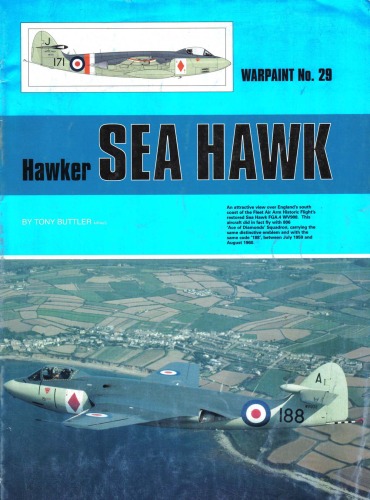 J
171
WARPAINT No. 29
Hawker SEA HAWK
An attractive view over England's south
coast of the Fleet Air Arm Historic Flight's
restored Sea Hawk FGA.6 WV908. This
aircraft did in fact fly with 806
'Ace of Diamonds' Squadron, carrying the
same distinctive emblem and with the
same code '188', between July 1959 and
August 1960.
BY TONY BUTTLER
A
188